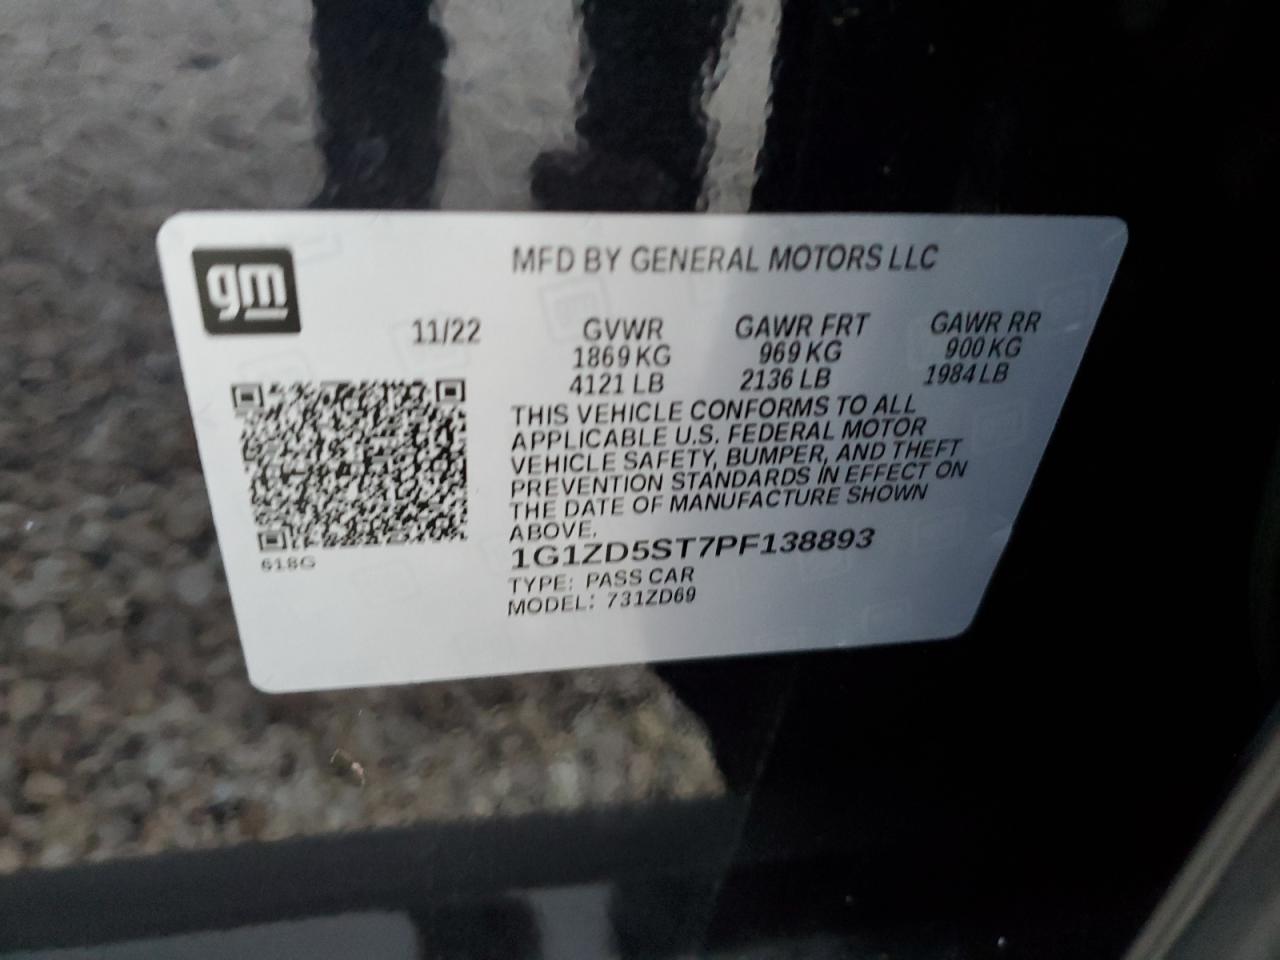 gm
MFD BY GENERAL MOTORS LLC
11/22 GVWR GAWR FRT GAWR RR
1869 KG 969 KG 900 KG
4121 LB 2136 LB 1984 LB
THIS VEHICLE CONFORMS TO ALL
APPLICABLE U.S. FEDERAL MOTOR
VEHICLE SAFETY, BUMPER, AND THEFT
PREVENTION STANDARDS IN EFFECT ON
THE DATE OF MANUFACTURE SHOWN
ABOVE.
1G1ZD5ST7PF138893
618G
TYPE: PASS CAR
MODEL: 731ZD69